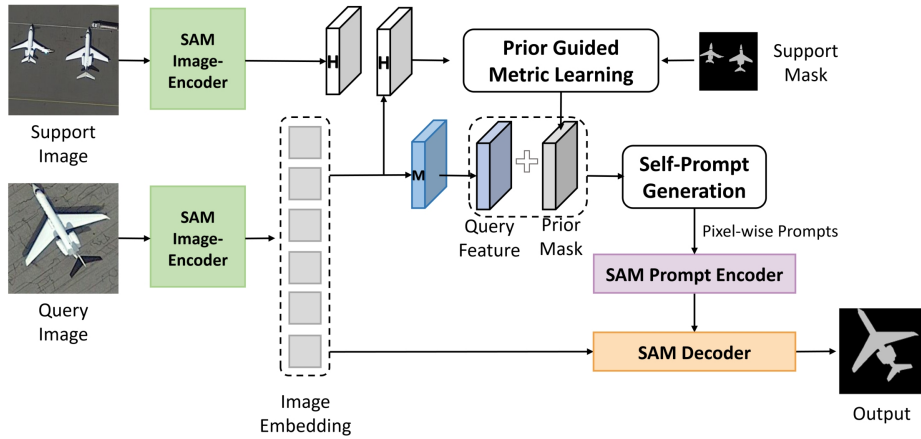 SAM
Image-
Encoder
H
H
Prior Guided
Metric Learning
Support
Mask
Support
Image
M
Self-Prompt
Generation
SAM
Image-
Encoder
Query
Feature
Prior
Mask
Pixel-wise Prompts
SAM Prompt Encoder
Query
Image
SAM Decoder
Image
Embedding
Output